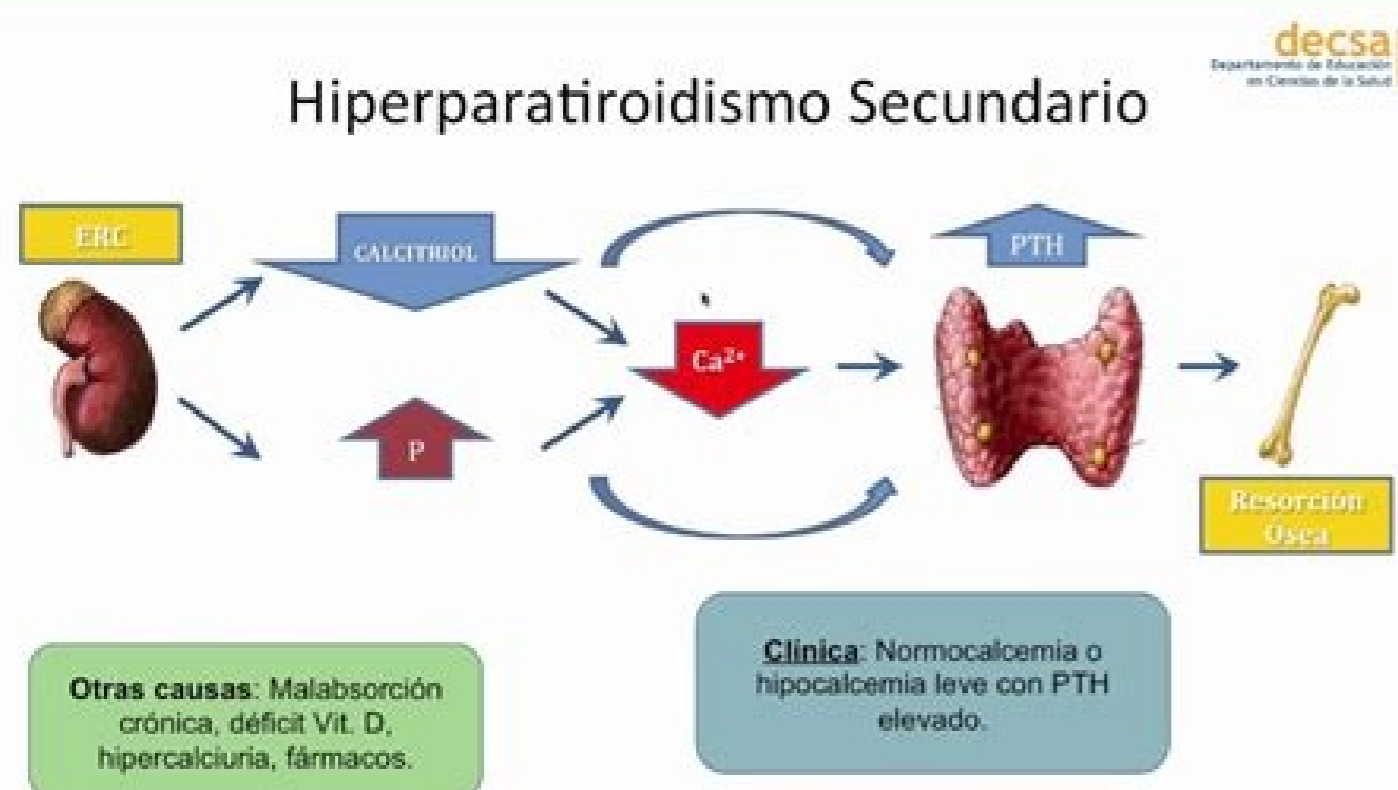 decsa
Departamento de Educación
en Ciencias de la Salud
Hiperparatiroidismo Secundario
ERC
CALCITRIOL
PTH
Ca²⁺
P
Resorción
Ósea
Clínica: Normocalcemia o
hipocalcemia leve con PTH
elevado.
Otras causas: Malabsorción
crónica, déficit Vit. D,
hipercalciuria, fármacos.